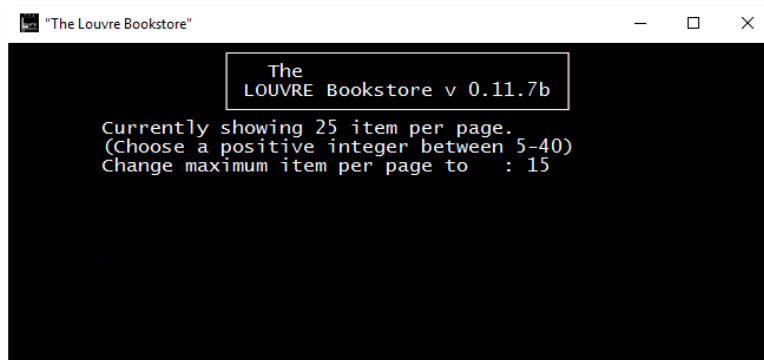 "The Louvre Bookstore"
The
LOUVRE Bookstore v 0.11.7b
Currently showing 25 item per page.
(Choose a positive integer between 5-40)
Change maximum item per page to : 15